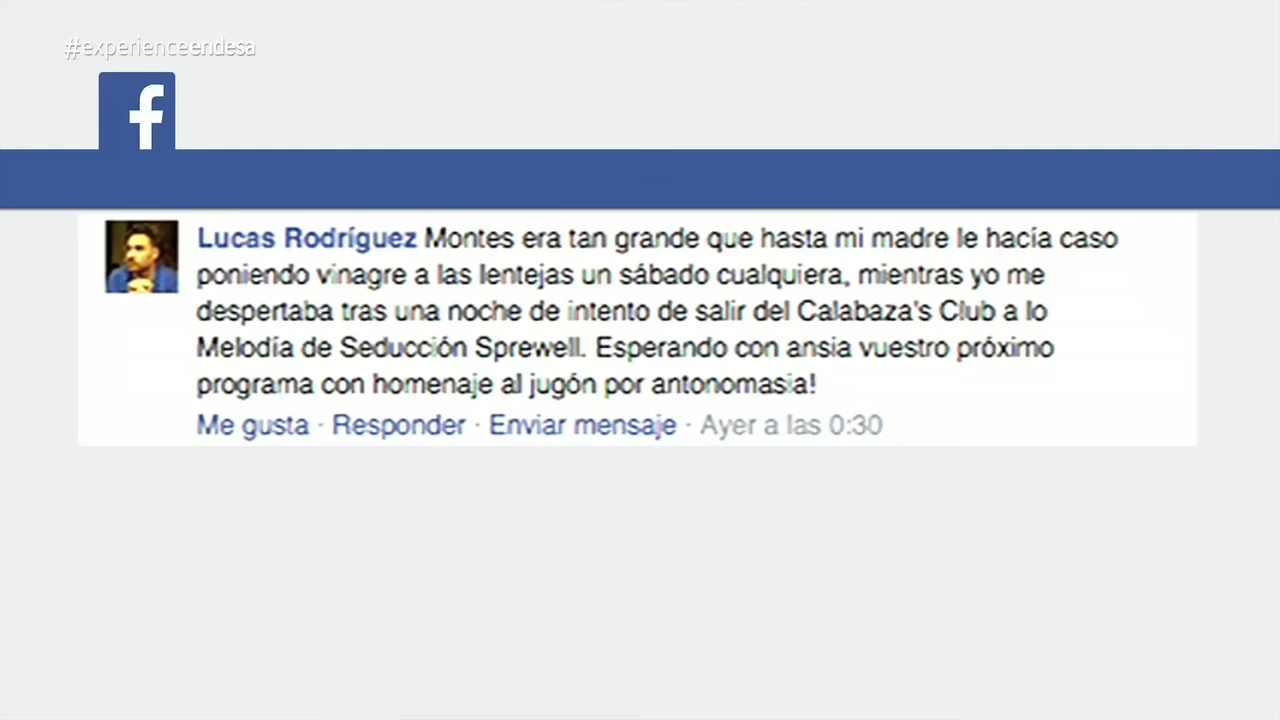 #experienceendesa
f
Lucas Rodríguez Montes era tan grande que hasta mi madre le hacía caso
poniendo vinagre a las lentejas un sábado cualquiera, mientras yo me
despertaba tras una noche de intento de salir del Calabaza's Club a lo
Melodía de Seducción Sprewell. Esperando con ansia vuestro próximo
programa con homenaje al jugón por antonomasia!
Me gusta · Responder · Enviar mensaje · Ayer a las 0:30